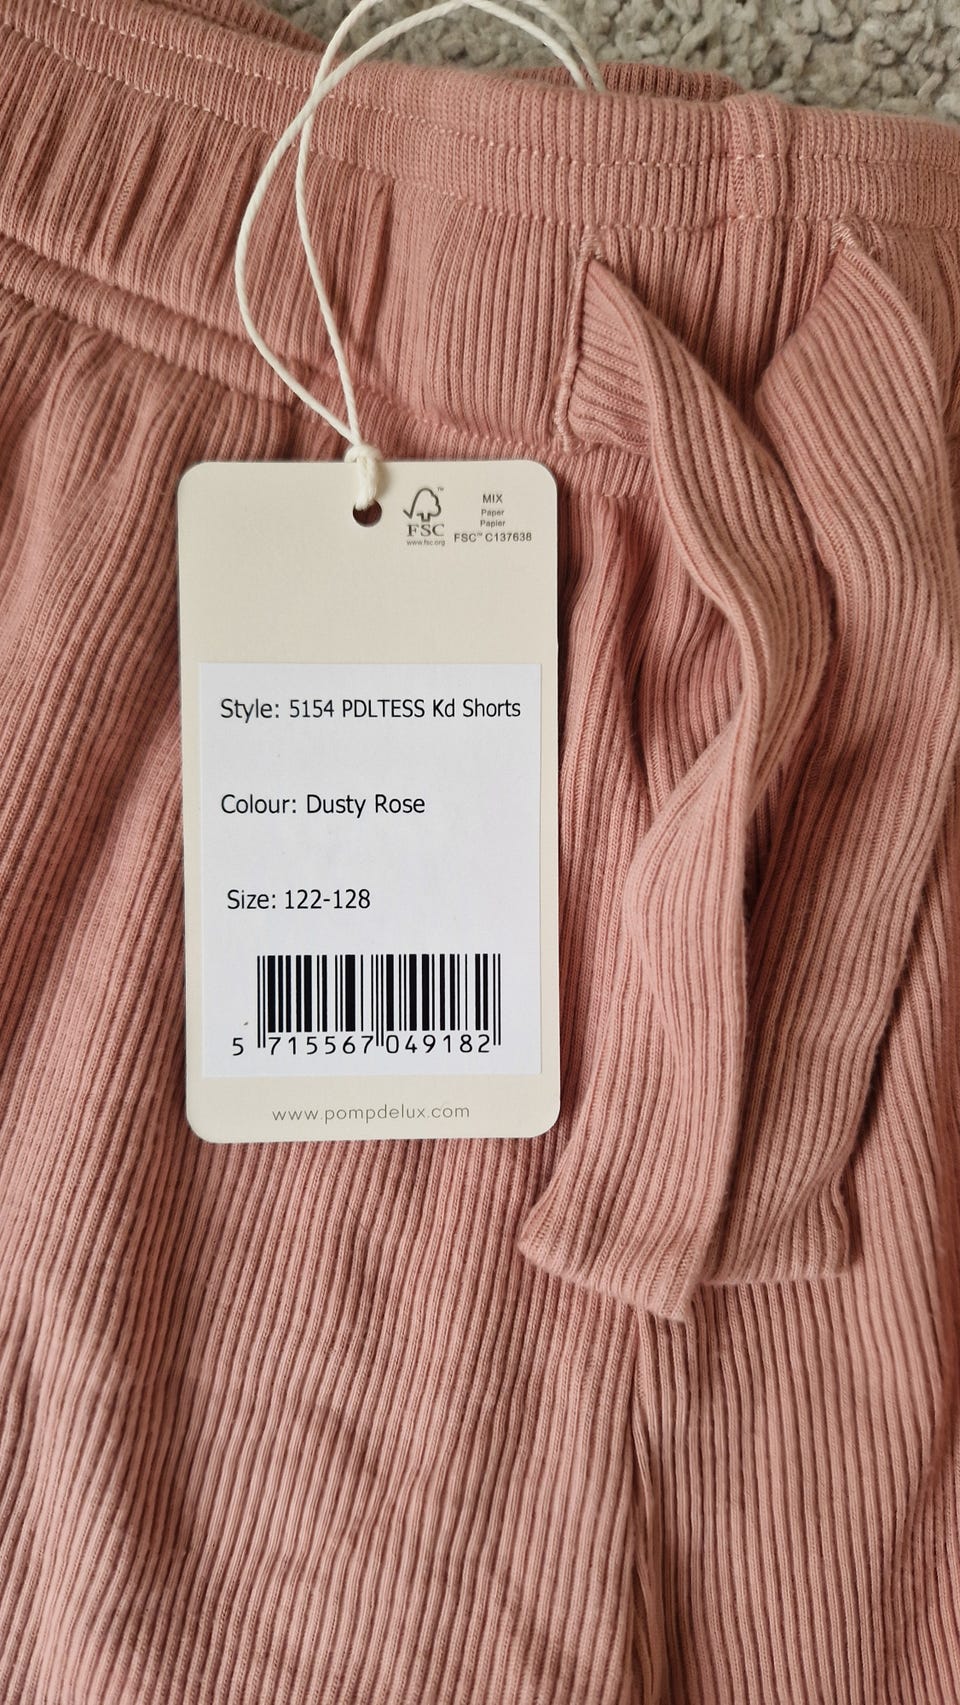 FSC™
www.fsc.org
MIX
Paper
Papier
FSC™ C137638
Style: 5154 PDLTESS Kd Shorts
Colour: Dusty Rose
Size: 122-128
5 715567 049182
www.pompdelux.com